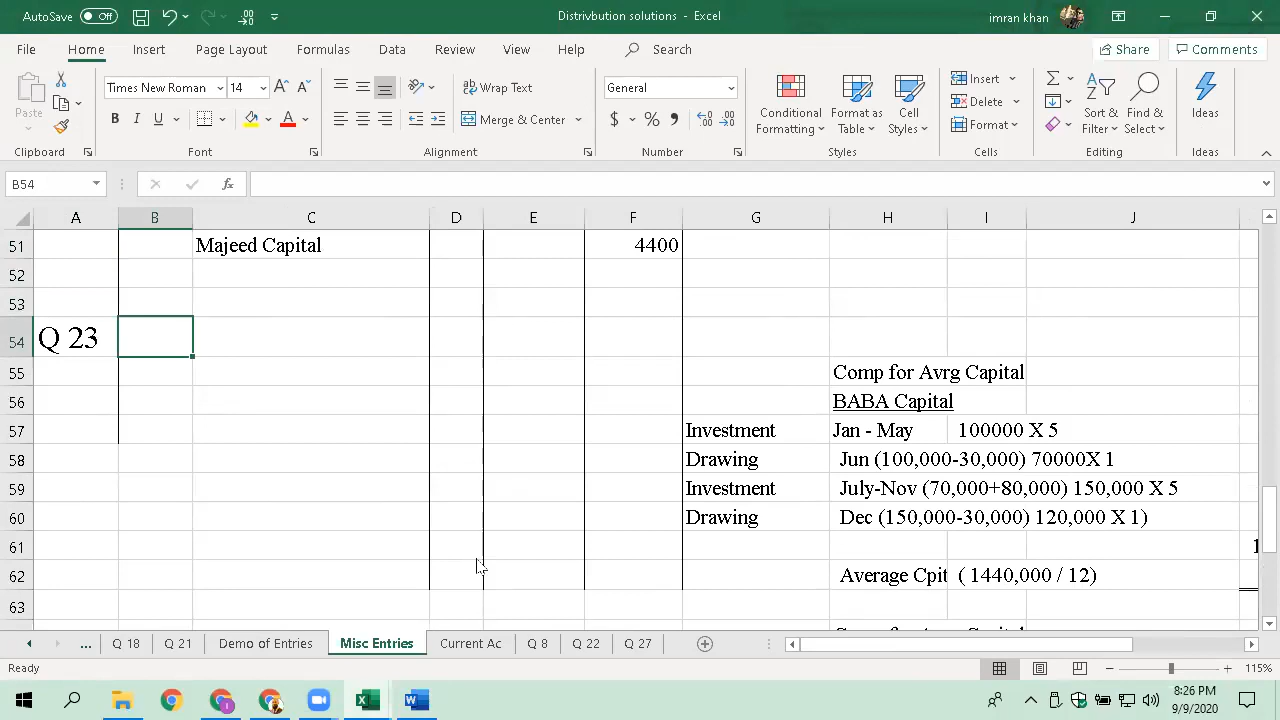 AutoSave Off Distrivbution solutions - Excel imran khan
File Home Insert Page Layout Formulas Data Review View Help Search Share Comments
Times New Roman 14 Wrap Text General Insert
Paste Merge & Center Conditional Formatting Format as Table Cell Styles Delete Sort & Filter Find & Select Ideas
Format
Clipboard Font Alignment Number Styles Cells Editing Ideas
B54 fx
A B C D E F G H I J
51 Majeed Capital 4400
52
53
54 Q 23
55 Comp for Avrg Capital
56 BABA Capital
57 Investment Jan - May 100000 X 5
58 Drawing Jun (100,000-30,000) 70000X 1
59 Investment July-Nov (70,000+80,000) 150,000 X 5
60 Drawing Dec (150,000-30,000) 120,000 X 1)
61 1
62 Average Cpit ( 1440,000 / 12)
63
... Q 18 Q 21 Demo of Entries Misc Entries Current Ac Q 8 Q 22 Q 27
Ready 115%
8:26 PM
9/9/2020